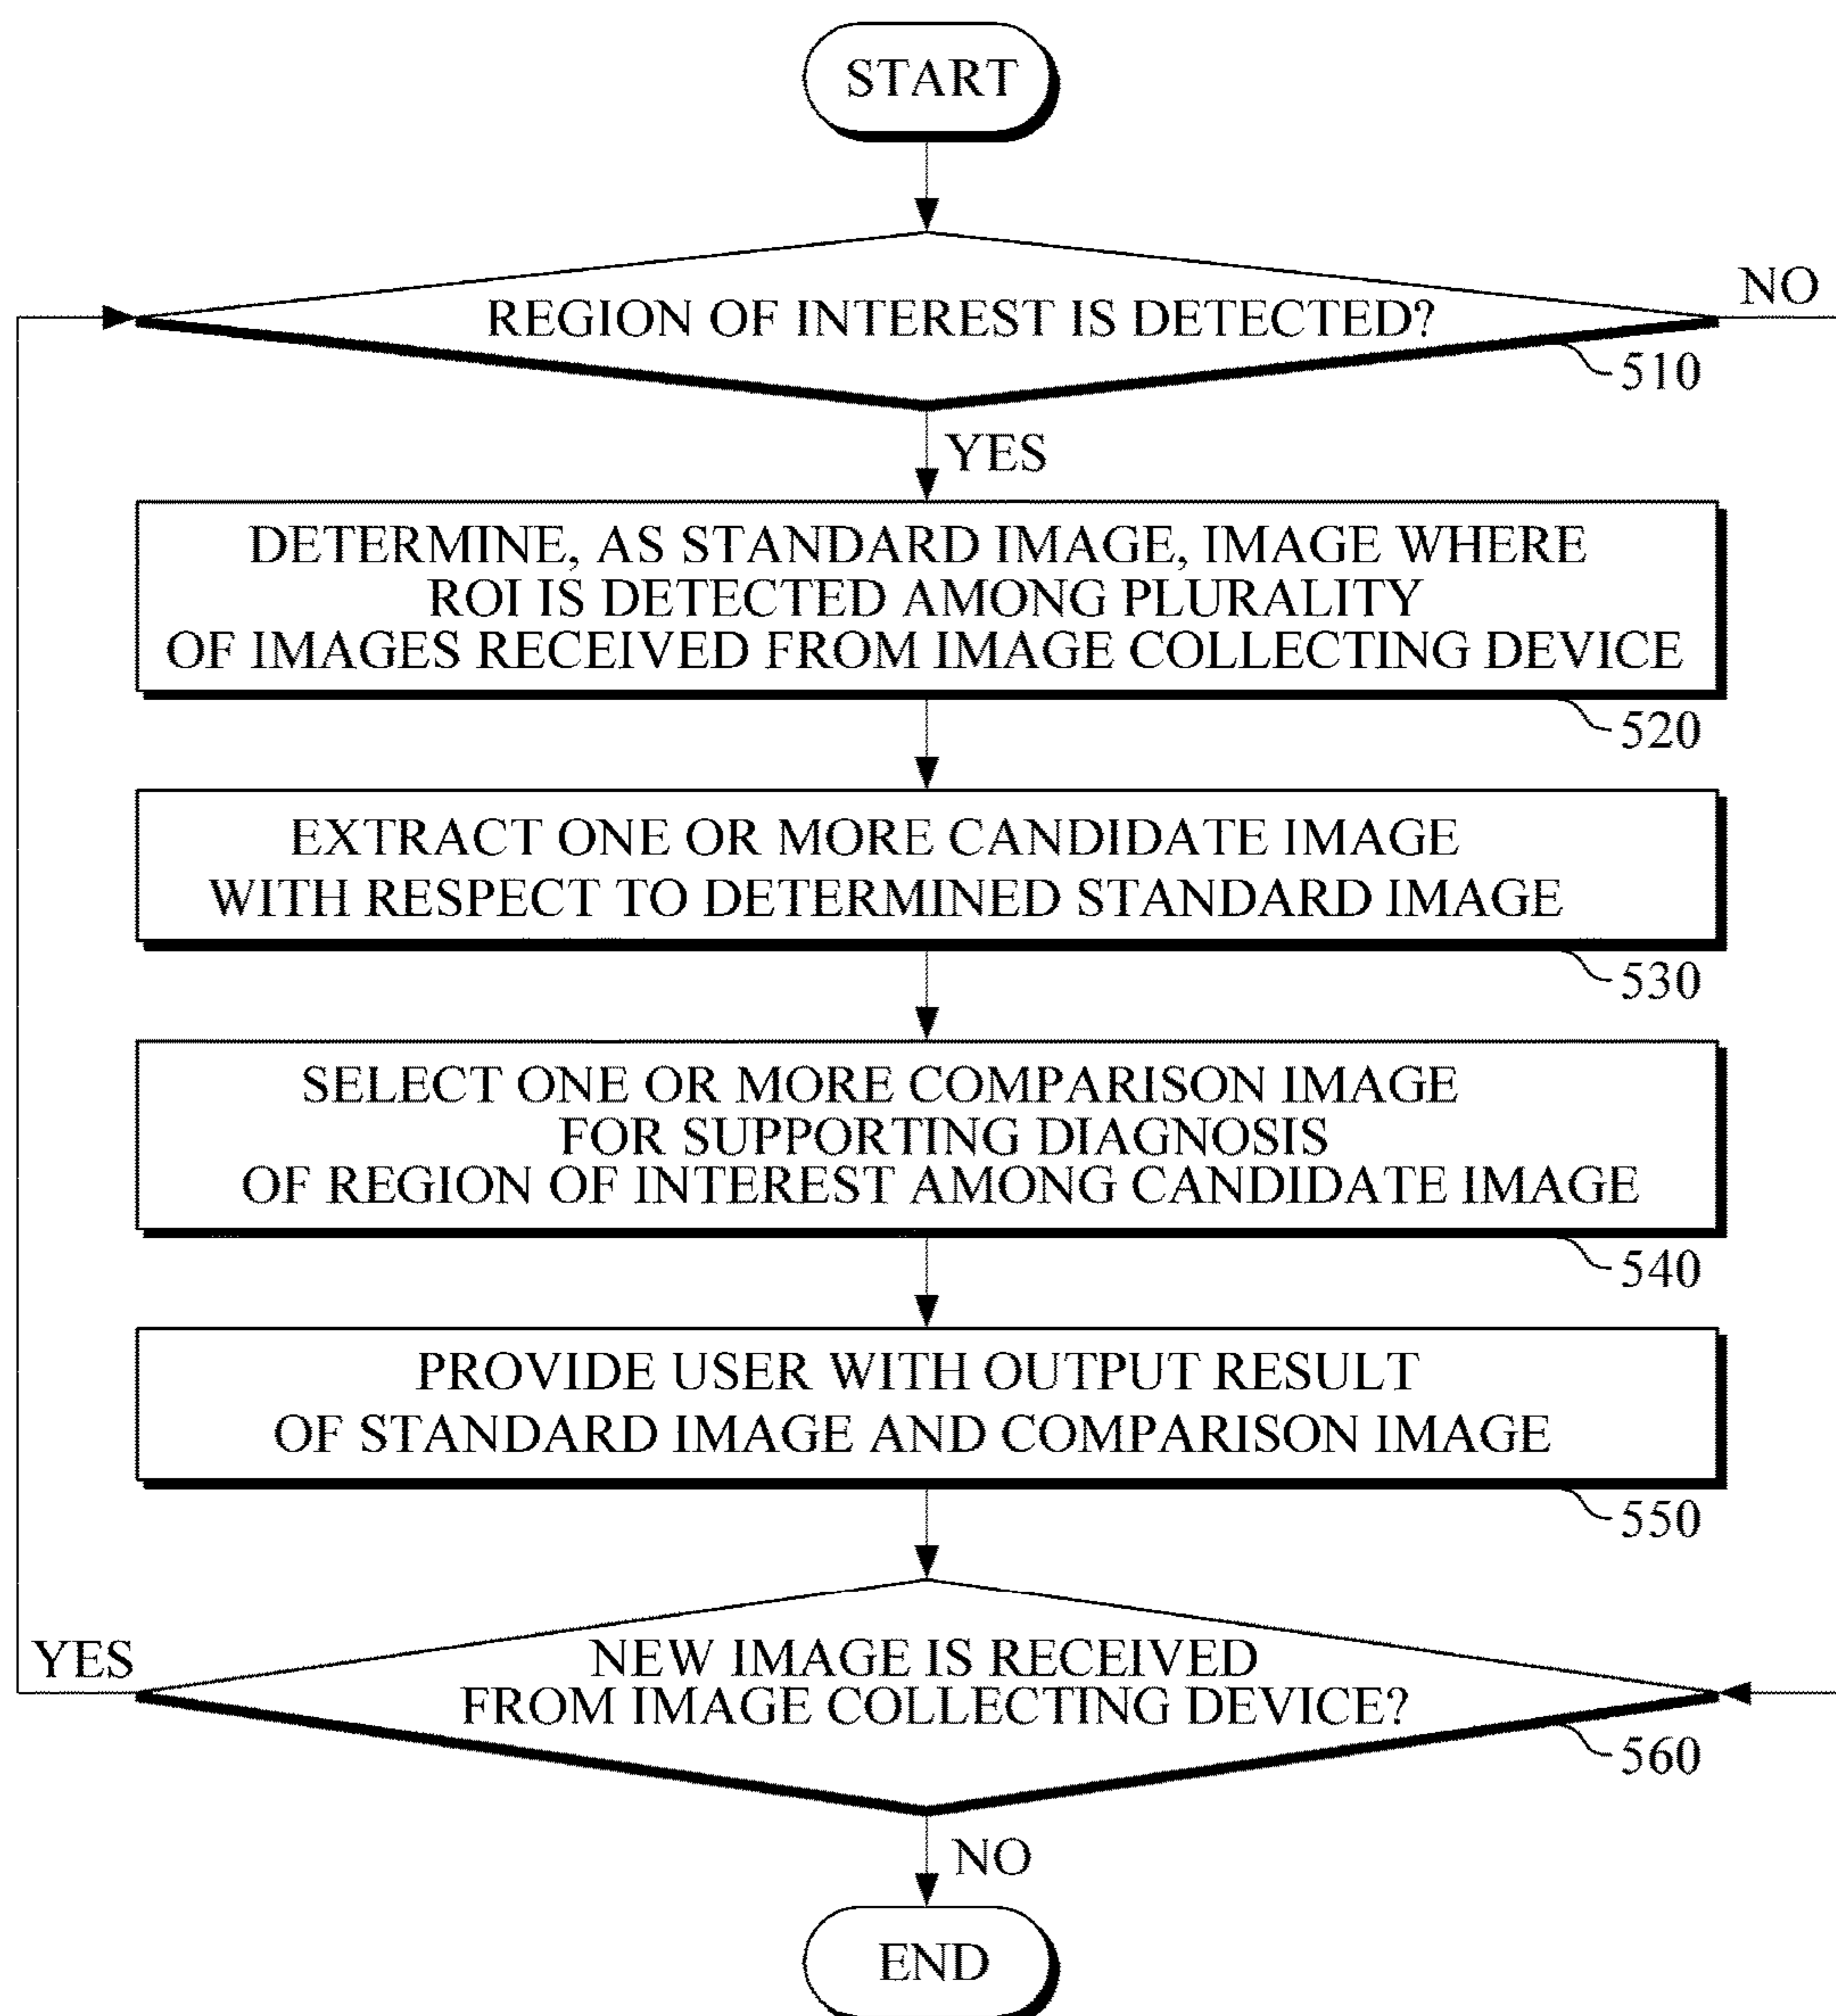 START
REGION OF INTEREST IS DETECTED?
NO
510
YES
DETERMINE, AS STANDARD IMAGE, IMAGE WHERE
ROI IS DETECTED AMONG PLURALITY
OF IMAGES RECEIVED FROM IMAGE COLLECTING DEVICE
520
EXTRACT ONE OR MORE CANDIDATE IMAGE
WITH RESPECT TO DETERMINED STANDARD IMAGE
530
SELECT ONE OR MORE COMPARISON IMAGE
FOR SUPPORTING DIAGNOSIS
OF REGION OF INTEREST AMONG CANDIDATE IMAGE
540
PROVIDE USER WITH OUTPUT RESULT
OF STANDARD IMAGE AND COMPARISON IMAGE
550
YES
NEW IMAGE IS RECEIVED
FROM IMAGE COLLECTING DEVICE?
560
NO
END